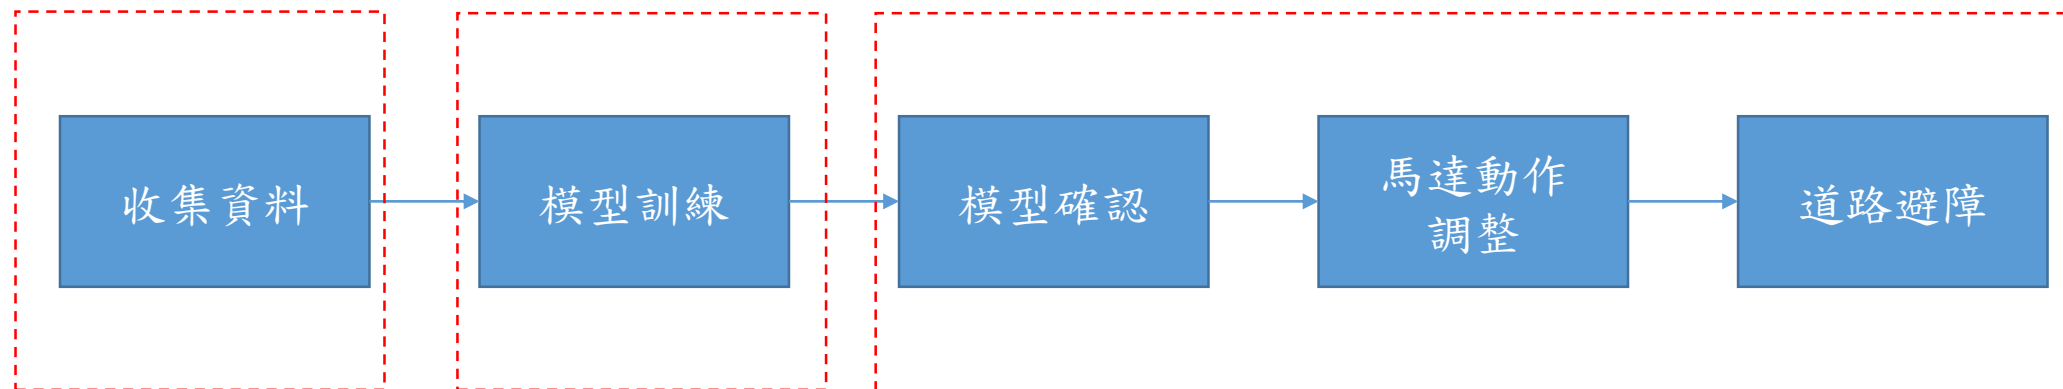 收集資料
模型訓練
模型確認
馬達動作
調整
道路避障